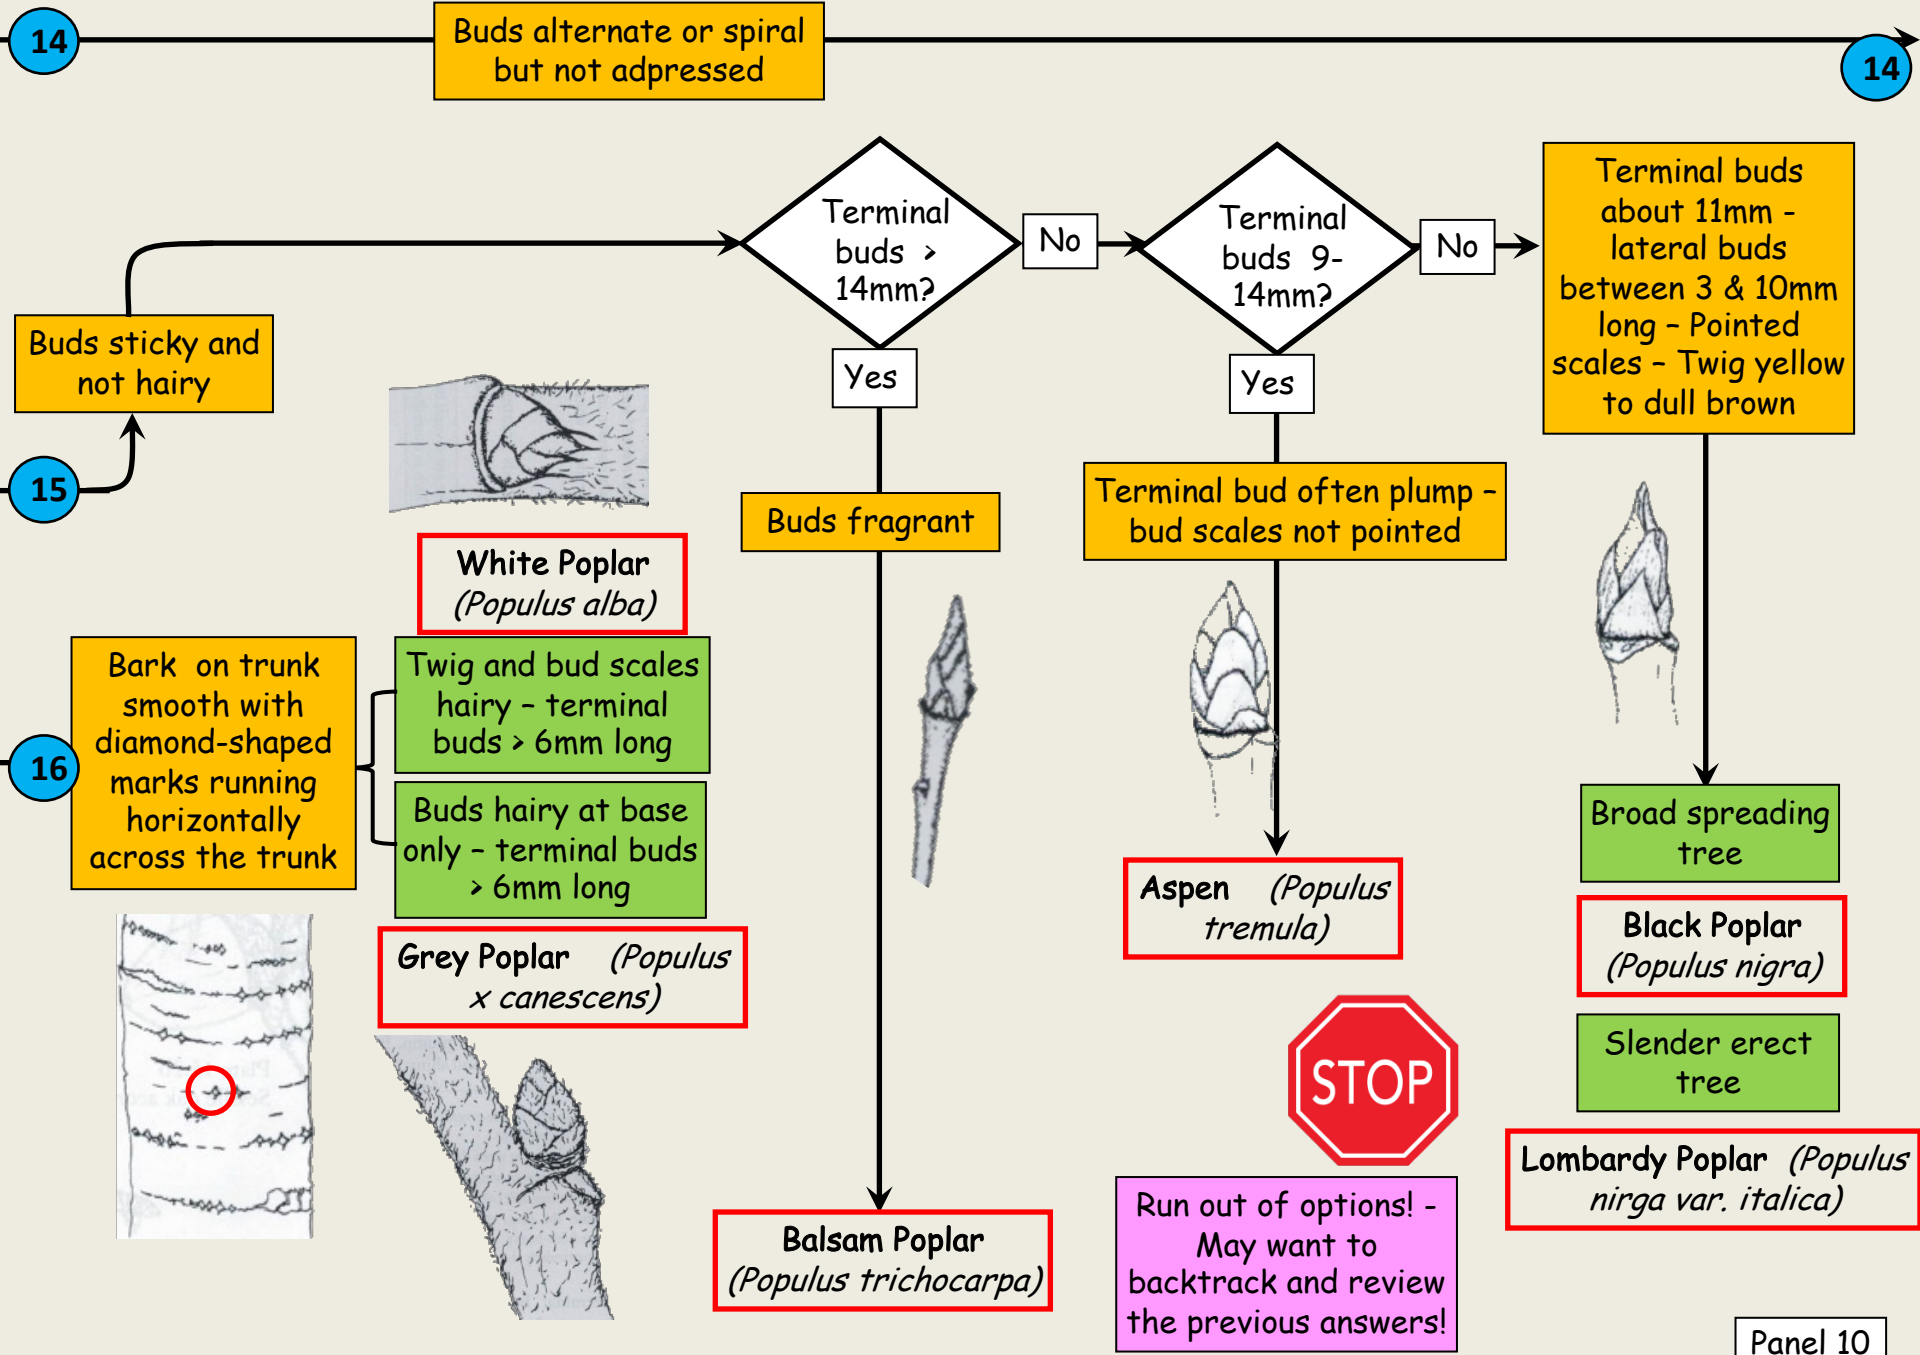 14
Buds alternate or spiral
but not adpressed
14
Terminal
buds >
14mm?
No
Terminal
buds 9-
14mm?
No
Terminal buds
about 11mm -
lateral buds
between 3 & 10mm
long – Pointed
scales – Twig yellow
to dull brown
Buds sticky and
not hairy
Yes
Yes
15
Buds fragrant
Terminal bud often plump –
bud scales not pointed
White Poplar
(Populus alba)
16
Bark on trunk
smooth with
diamond-shaped
marks running
horizontally
across the trunk
Twig and bud scales
hairy – terminal
buds > 6mm long
Buds hairy at base
only – terminal buds
> 6mm long
Grey Poplar (Populus
x canescens)
Balsam Poplar
(Populus trichocarpa)
Aspen (Populus
tremula)
STOP
Run out of options! -
May want to
backtrack and review
the previous answers!
Broad spreading
tree
Black Poplar
(Populus nigra)
Slender erect
tree
Lombardy Poplar (Populus
nirga var. italica)
Panel 10